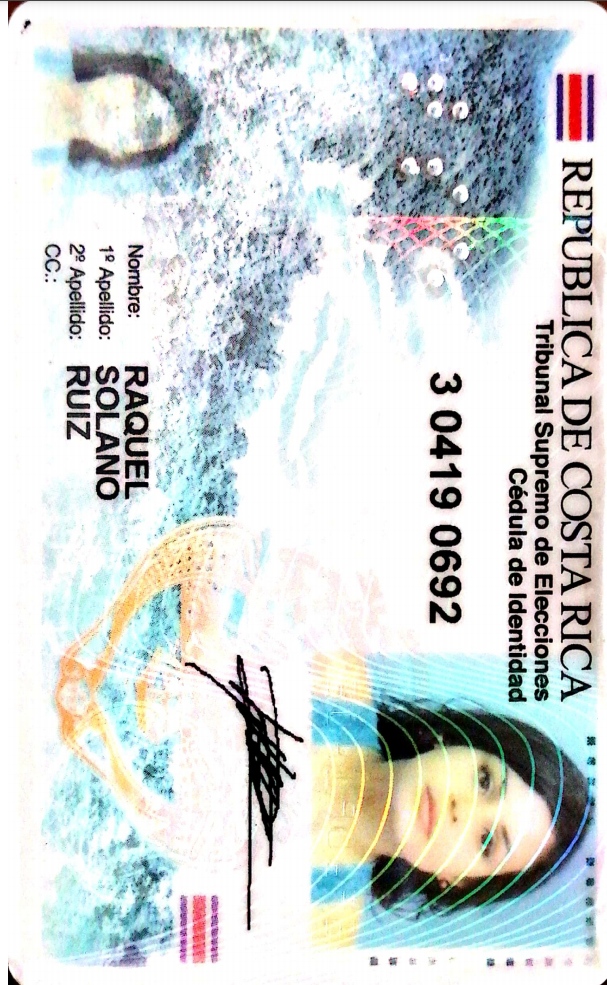 REPUBLICA DE COSTA RICA
Tribunal Supremo de Elecciones
Cédula de Identidad
3 0419 0692
Nombre: RAQUEL
1º Apellido: SOLANO
2º Apellido: RUIZ
CC.: